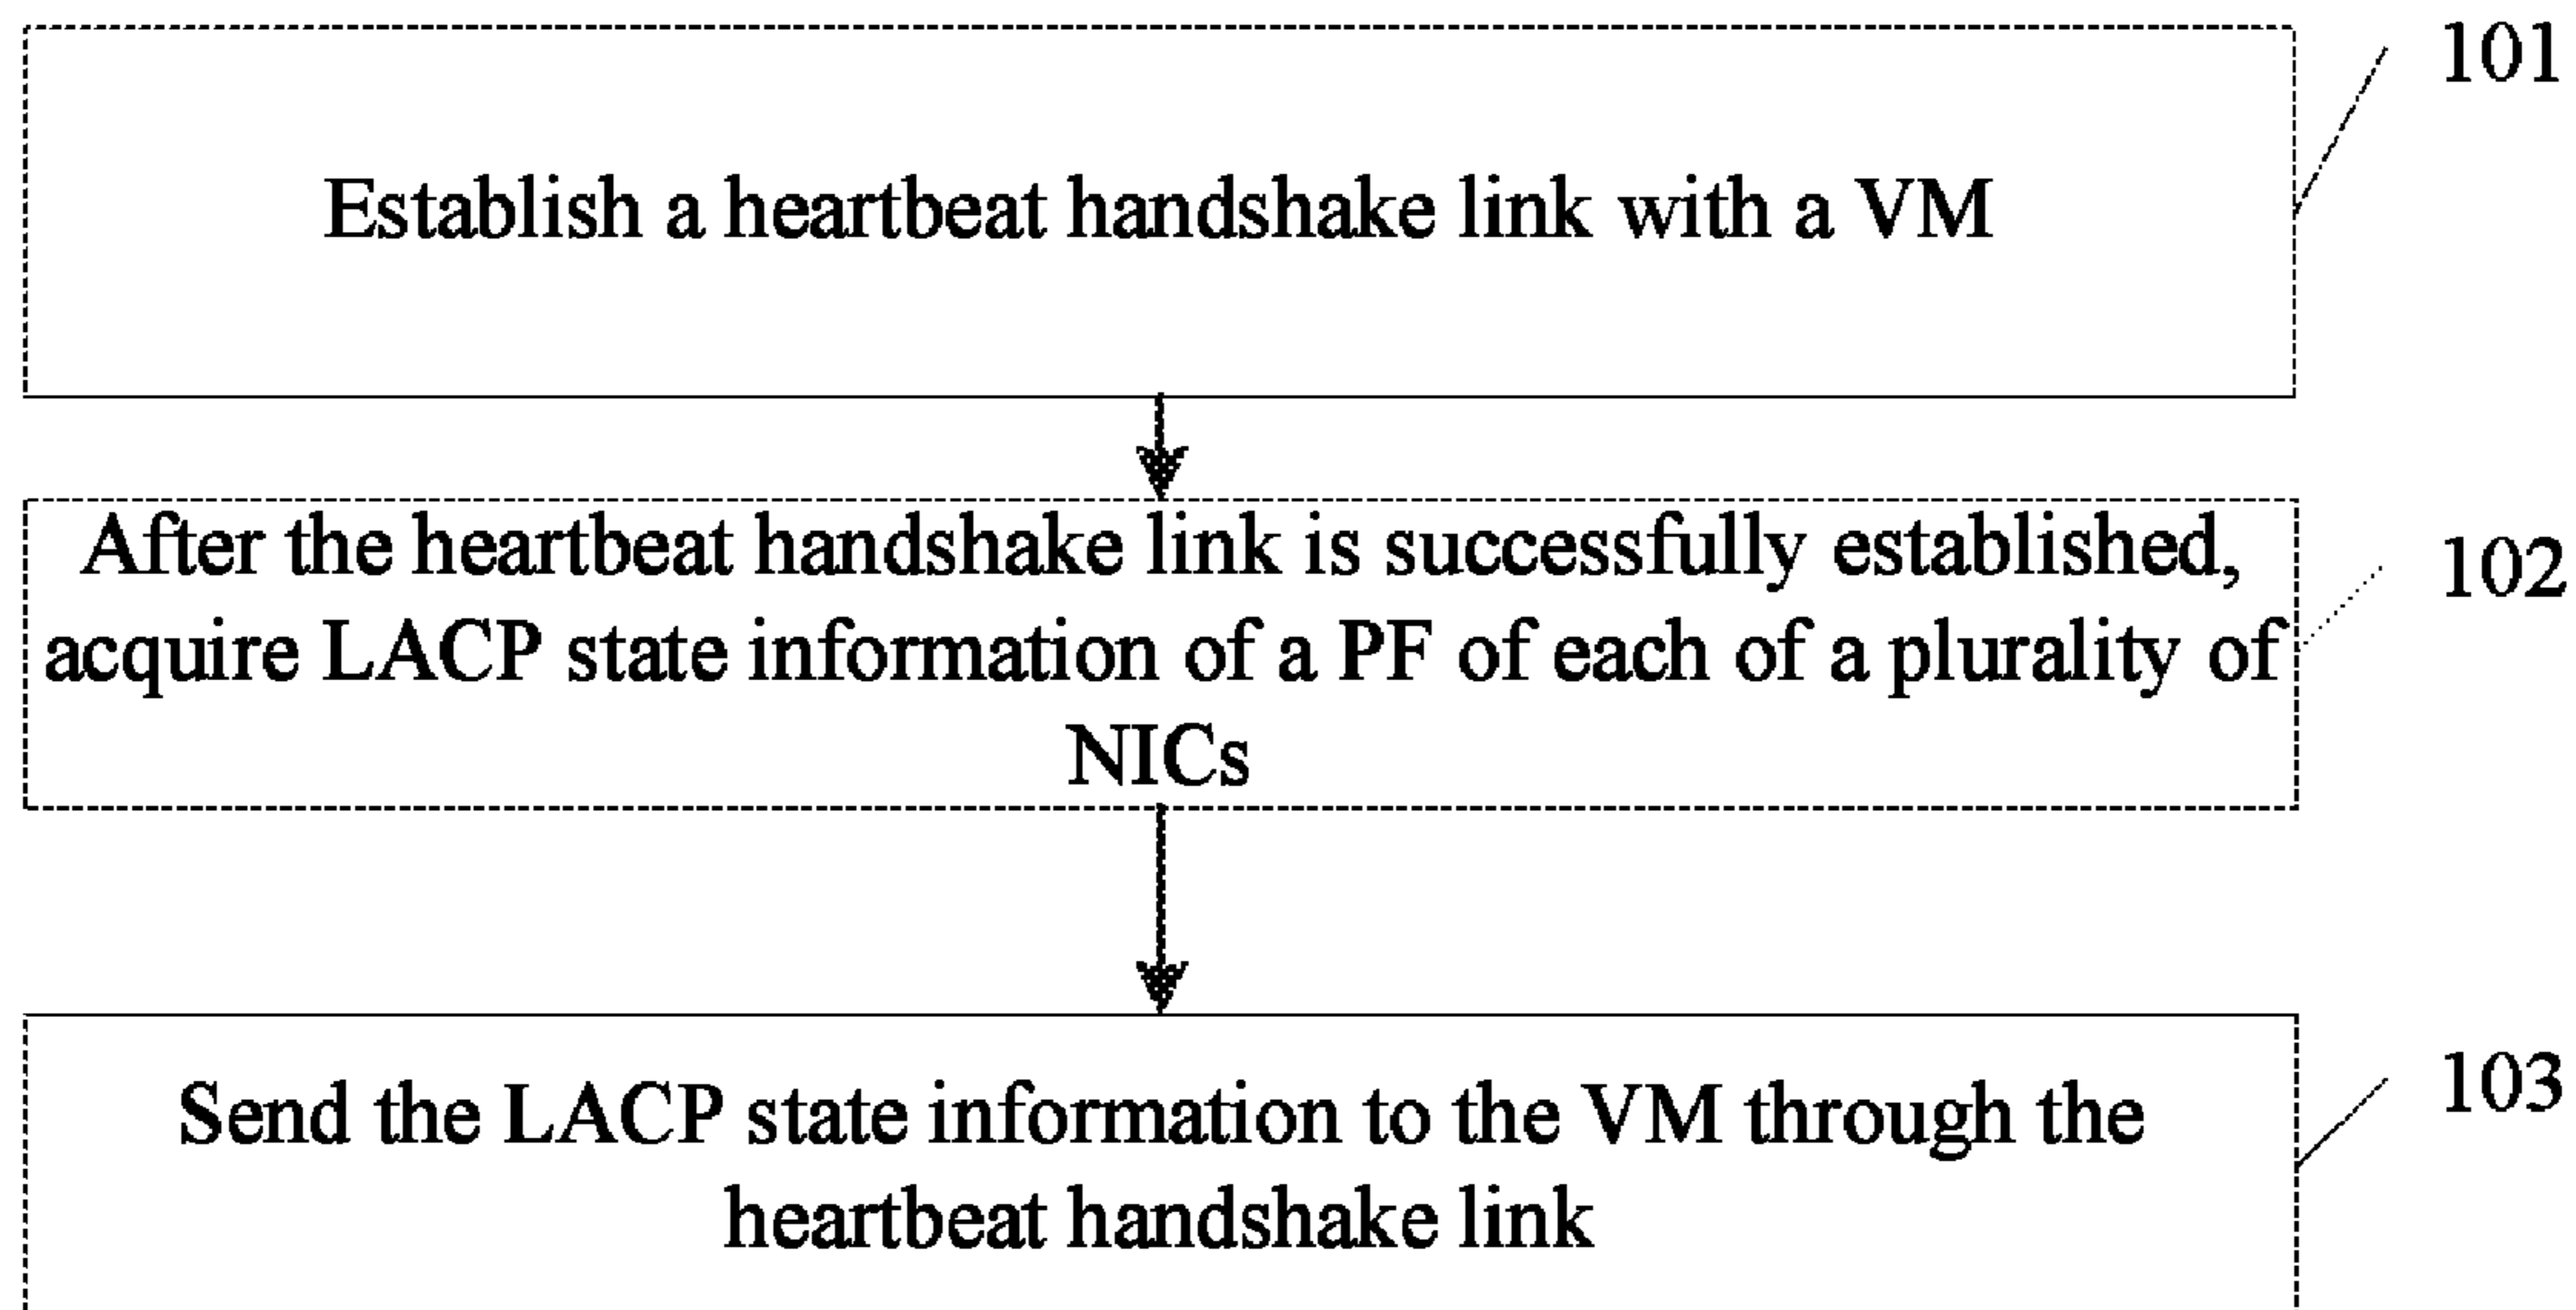 101
Establish a heartbeat handshake link with a VM
After the heartbeat handshake link is successfully established,
102
acquire LACP state information of a PF of each of a plurality of
NICs
103
Send the LACP state information to the VM through the
heartbeat handshake link